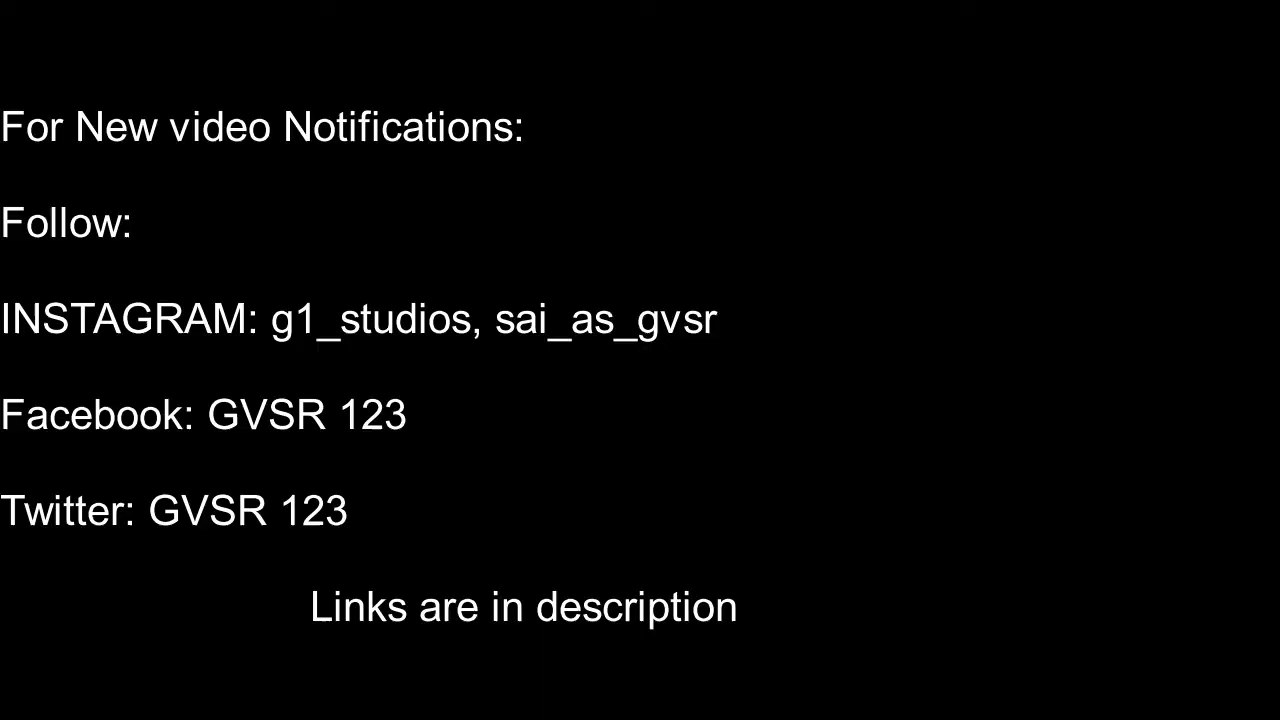 For New video Notifications:
Follow:
INSTAGRAM: g1_studios, sai_as_gvsr
Facebook: GVSR 123
Twitter: GVSR 123
Links are in description